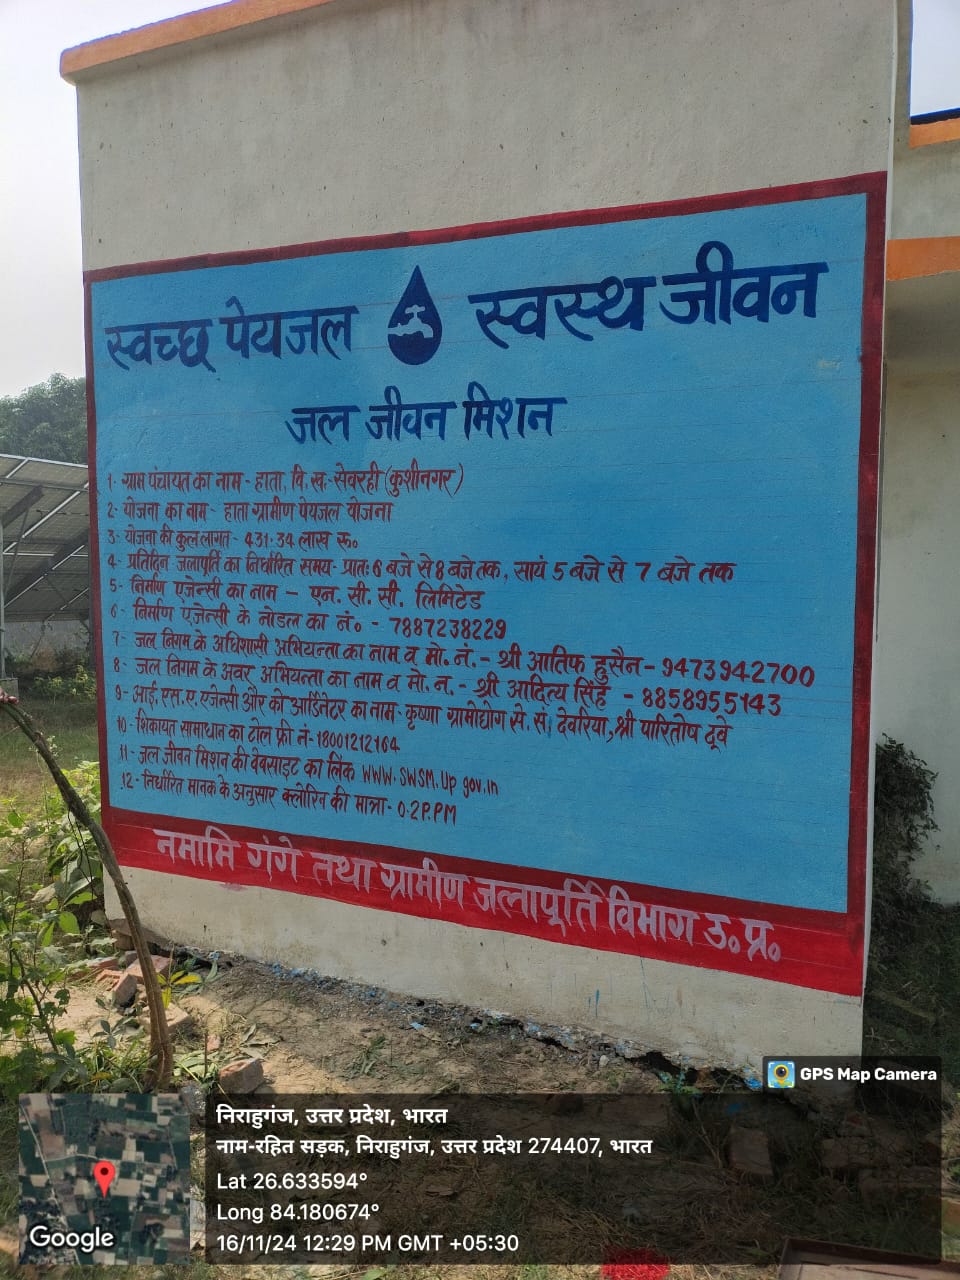 स्वच्छ पेयजल स्वस्थ जीवन
जल जीवन मिशन
1- ग्राम पंचायत का नाम - हाता, वि. ख.- सेवरही (कुशीनगर)
2- योजना का नाम - हाता ग्रामीण पेयजल योजना
3- योजना की कुल लागत - 431.34 लाख रू०
4- प्रतिदिन जलापूर्ति का निर्धारित समय - प्रातः 6 बजे से 8 बजे तक, सायं 5 बजे से 7 बजे तक
5- निर्माण एजेन्सी का नाम - एन. सी. सी. लिमिटेड
6- निर्माण एजेन्सी के नोडल का नं० - 7887238229
7- जल निगम के अधिशासी अभियन्ता का नाम व मो. नं. - श्री आतिफ हुसैन - 9473942700
8- जल निगम के अवर अभियन्ता का नाम व मो. न. - श्री आदित्य सिंह - 8858955143
9- आई. एस. ए. एजेन्सी और को आर्डिनेटर का नाम - कृष्णा ग्रामोद्योग से. सं. देवरिया, श्री पारितोष दूबे
10- शिकायत सामाधान का टोल फ्री नं- 18001212164
11- जल जीवन मिशन की वेबसाइट का लिंक www.swsm.up gov.in
12- निर्धारित मानक के अनुसार क्लोरिन की मात्रा - 0.2P.PM
नमामि गंगे तथा ग्रामीण जलापूर्ति विभाग उ० प्र०
GPS Map Camera
निराहुगंज, उत्तर प्रदेश, भारत
नाम-रहित सड़क, निराहुगंज, उत्तर प्रदेश 274407, भारत
Lat 26.633594°
Long 84.180674°
16/11/24 12:29 PM GMT +05:30
Google